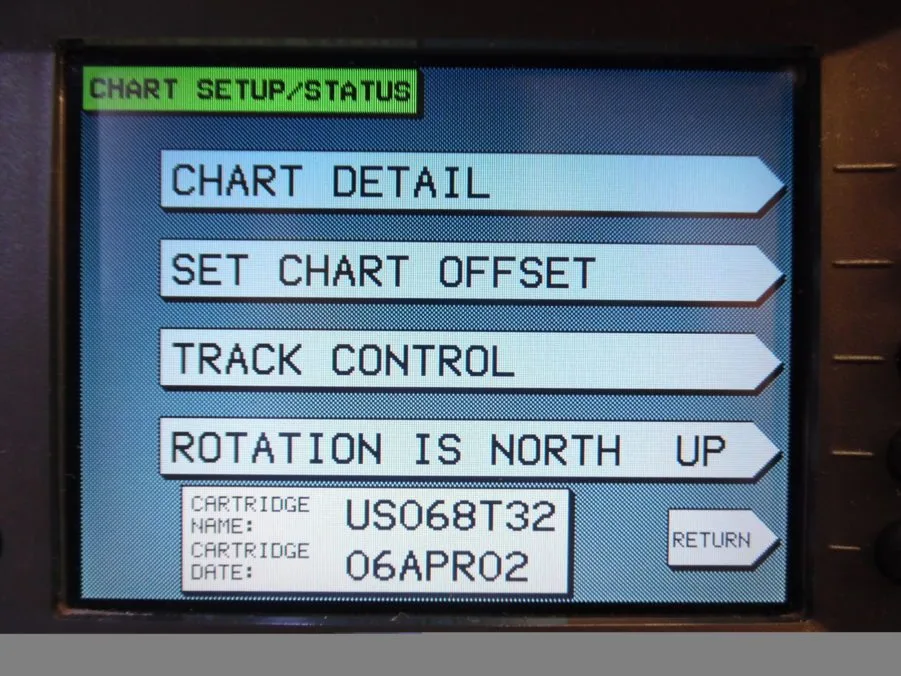 CHART SETUP/STATUS
CHART DETAIL
SET CHART OFFSET
TRACK CONTROL
ROTATION IS NORTH UP
CARTRIDGE NAME: US068T32
CARTRIDGE DATE: 06APR02
RETURN